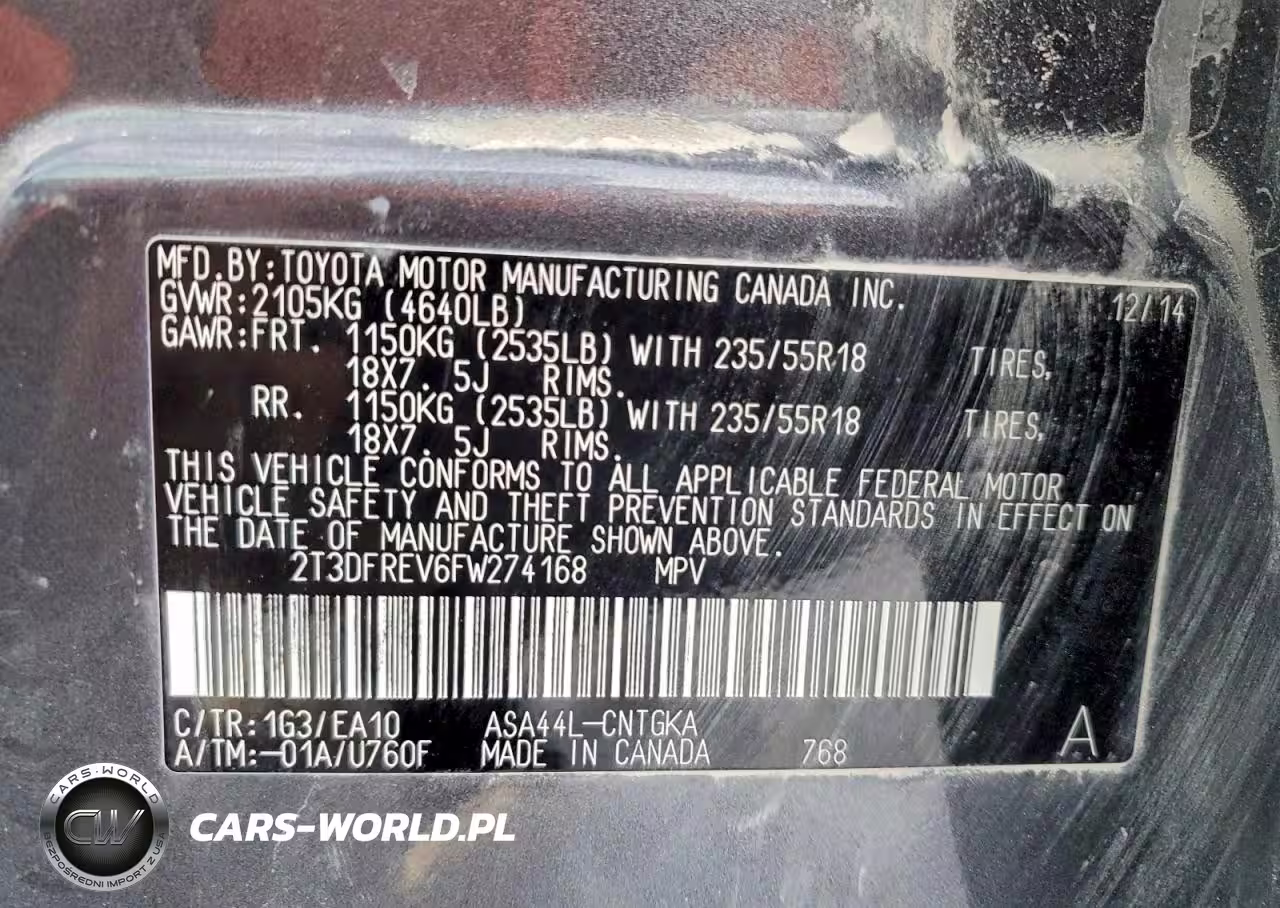 MFD.BY:TOYOTA MOTOR MANUFACTURING CANADA INC. 12/14
GVWR:2105KG (4640LB)
GAWR:FRT. 1150KG (2535LB) WITH 235/55R18 TIRES,
18X7. 5J RIMS.
RR. 1150KG (2535LB) WITH 235/55R18 TIRES,
18X7. 5J RIMS.
THIS VEHICLE CONFORMS TO ALL APPLICABLE FEDERAL MOTOR
VEHICLE SAFETY AND THEFT PREVENTION STANDARDS IN EFFECT ON
THE DATE OF MANUFACTURE SHOWN ABOVE.
2T3DFREV6FW274168 MPV
C/TR:1G3/EA10 ASA44L-CNTGKA A
A/TM:-01A/U760F MADE IN CANADA 768
CARS-WORLD
CW
BEZPOŚREDNI IMPORT Z USA
CARS-WORLD.PL